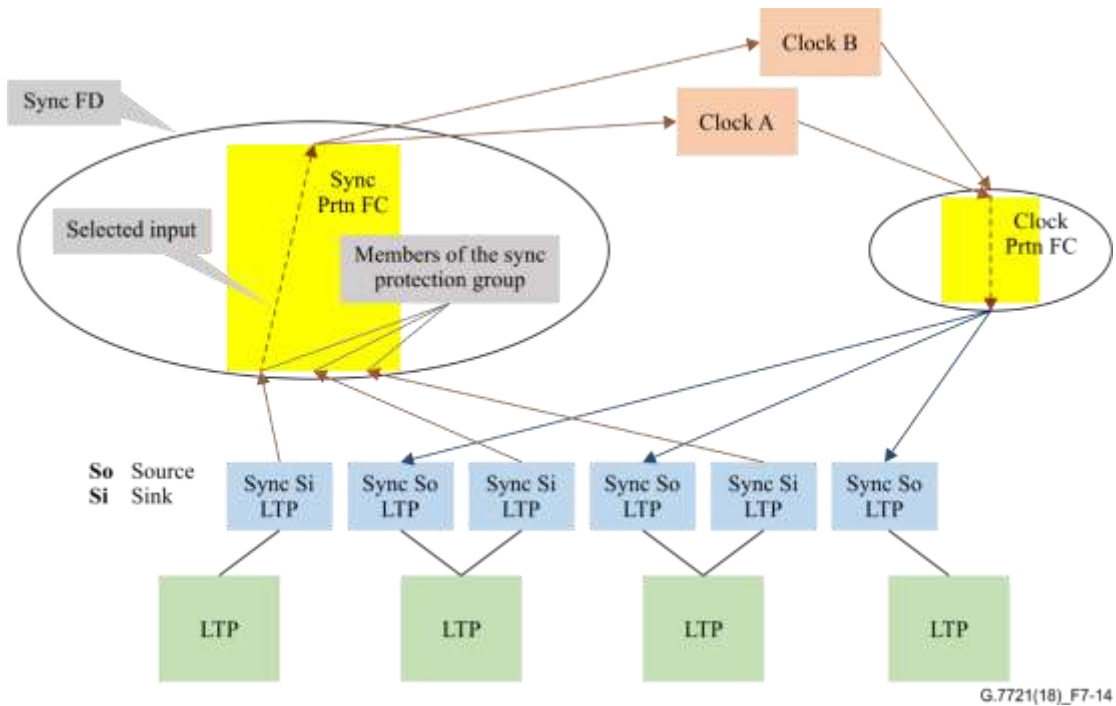 Clock B
Sync FD
Clock A
Sync
Prtn FC
Selected input
Members of the sync
protection group
Clock
Prtn FC
So Source
Si Sink
Sync Si
LTP
Sync So
LTP
Sync Si
LTP
Sync So
LTP
Sync Si
LTP
Sync So
LTP
LTP
LTP
LTP
LTP
G.7721(18)_F7-14